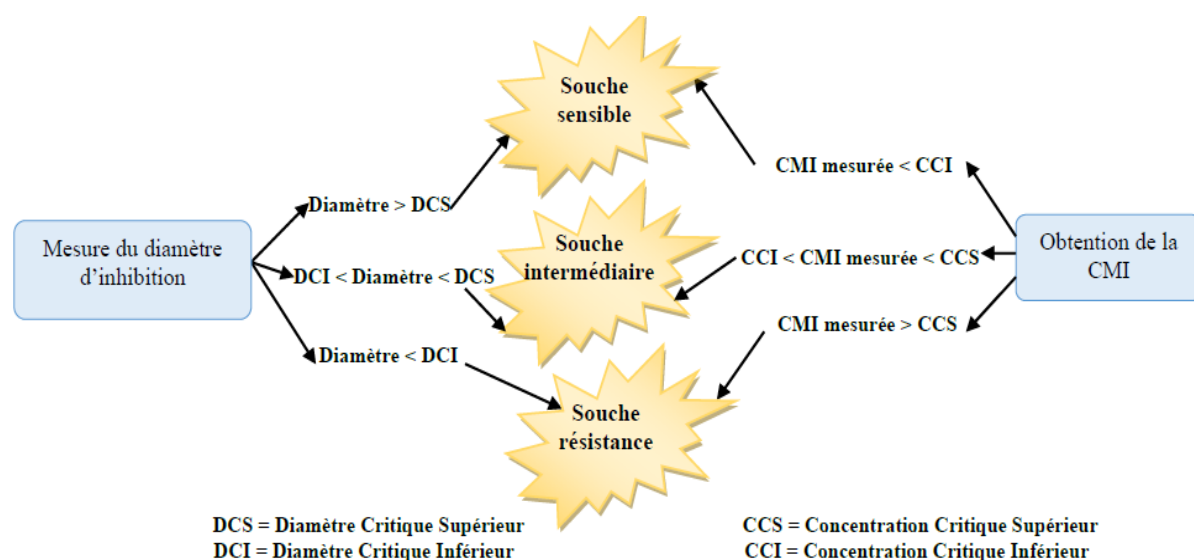 Souche
sensible
CMI mesurée < CCI
Diamètre > DCS
Mesure du diamètre
d’inhibition
Souche
intermédiaire
Obtention de la
CMI
CCI < CMI mesurée < CCS
DCI < Diamètre < DCS
CMI mesurée > CCS
Diamètre < DCI
Souche
résistance
DCS = Diamètre Critique Supérieur
DCI = Diamètre Critique Inférieur
CCS = Concentration Critique Supérieur
CCI = Concentration Critique Inférieur